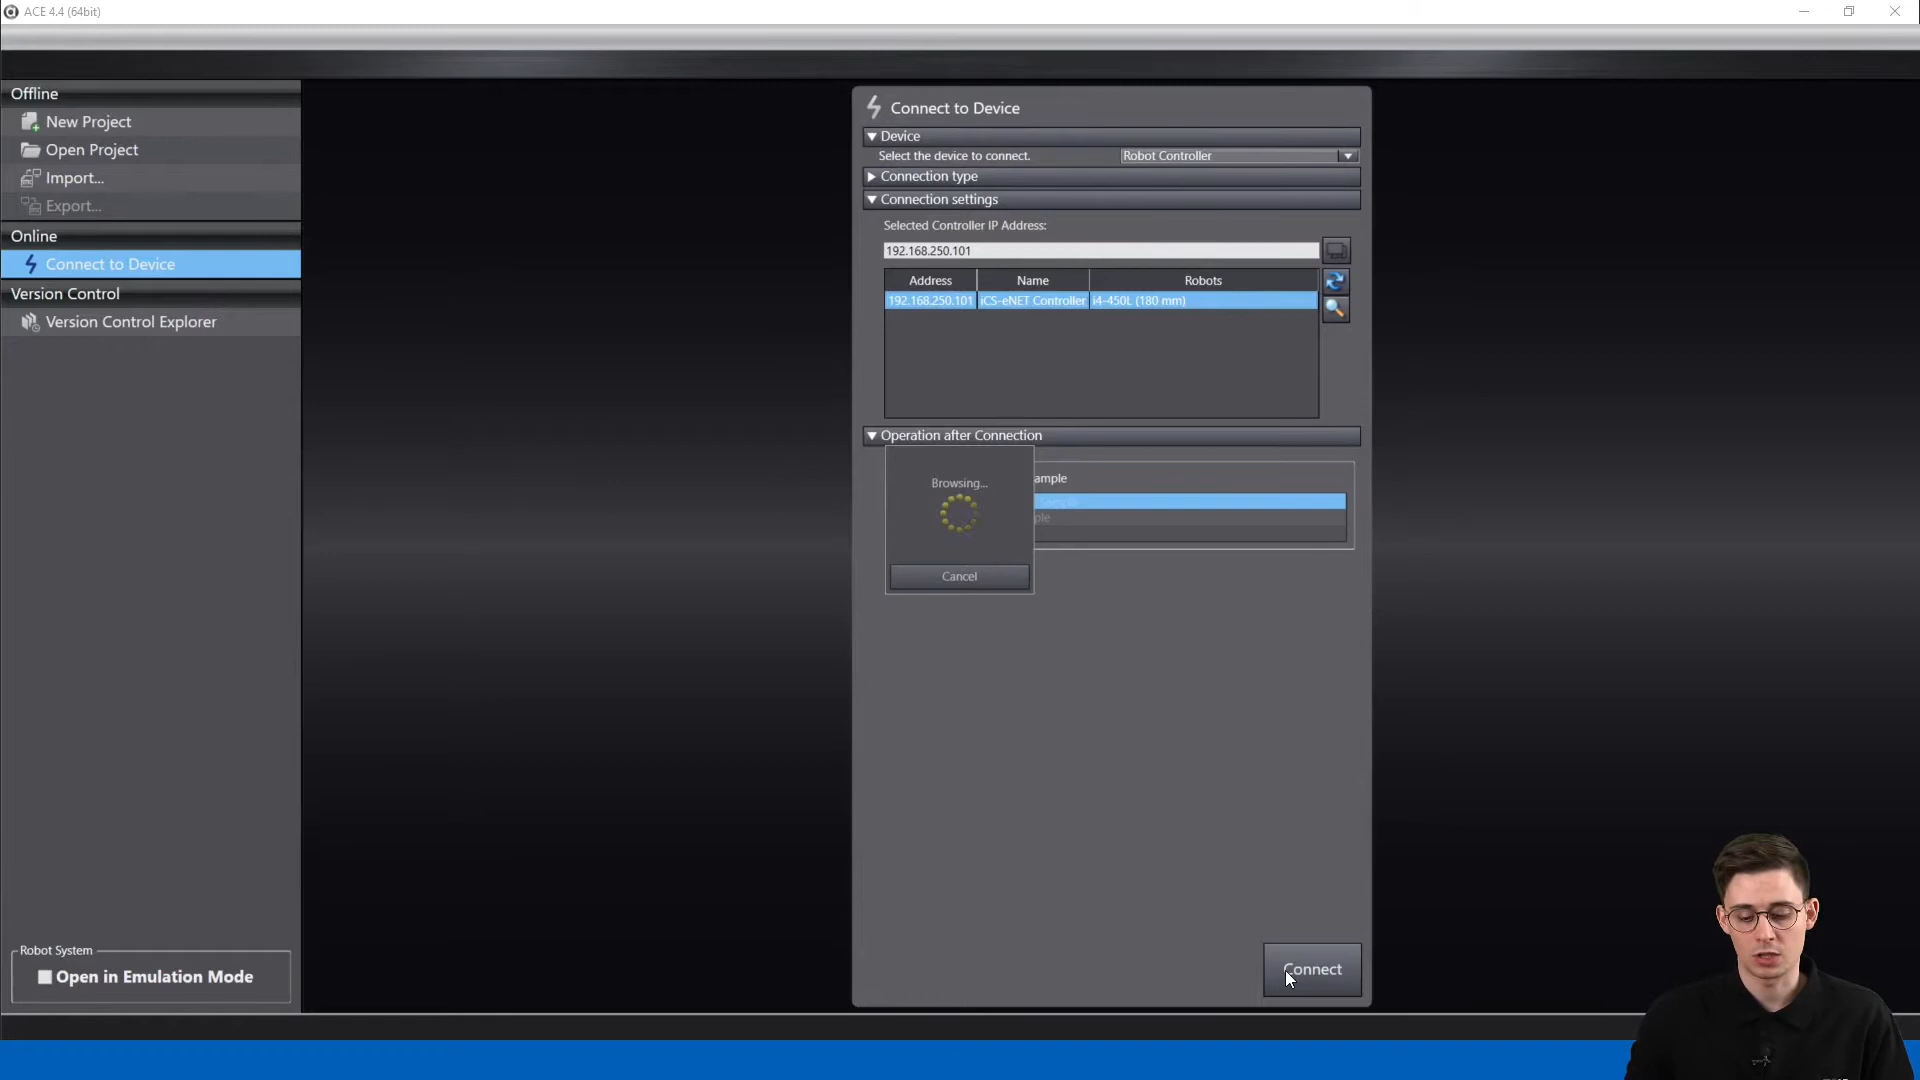 ACE 4.4 (64bit)
Offline
New Project
Open Project
Import...
Export...
Online
Connect to Device
Version Control
Version Control Explorer
Robot System
Open in Emulation Mode
Connect to Device
Device
Select the device to connect. Robot Controller
Connection type
Connection settings
Selected Controller IP Address:
192.168.250.101
Address Name Robots
192.168.250.101 iCS-eNET Controller i4-450L (180 mm)
Operation after Connection
Browsing...
ample
ple
Cancel
Connect